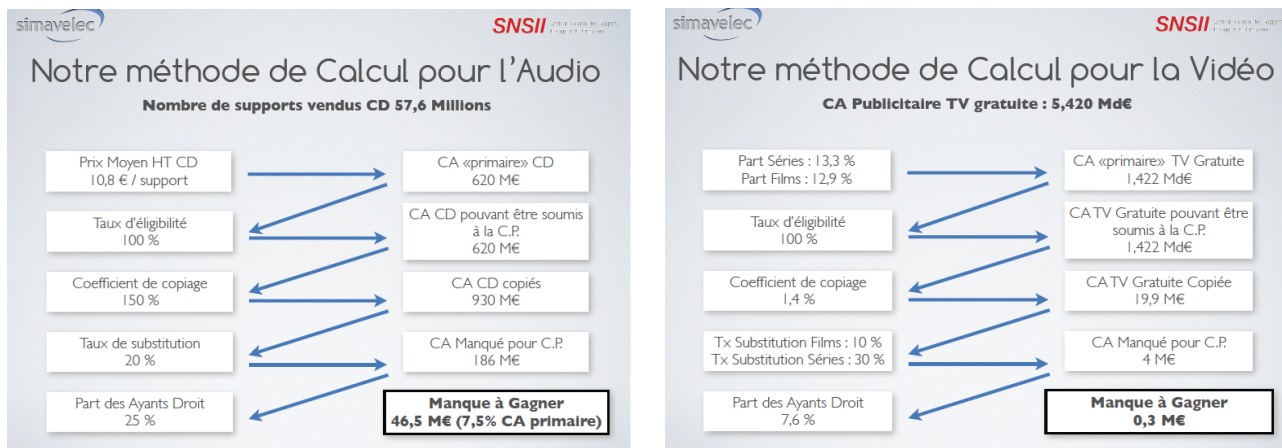 simavelec
SNSII
Notre méthode de Calcul pour l'Audio
Nombre de supports vendus CD 57,6 Millions
Prix Moyen HT CD
10,8 € / support
CA «primaire» CD
620 M€
Taux d'éligibilité
100 %
CA CD pouvant être soumis
à la C.P.
620 M€
Coefficient de copiage
150 %
CA CD copiés
930 M€
Taux de substitution
20 %
CA Manqué pour C.P.
186 M€
Part des Ayants Droit
25 %
Manque à Gagner
46,5 M€ (7,5% CA primaire)
simavelec
SNSII
Notre méthode de Calcul pour la Vidéo
CA Publicitaire TV gratuite : 5,420 Md€
Part Séries : 13,3 %
Part Films : 12,9 %
CA «primaire» TV Gratuite
1,422 Md€
Taux d'éligibilité
100 %
CA TV Gratuite pouvant être
soumis à la C.P.
1,422 Md€
Coefficient de copiage
1,4 %
CA TV Gratuite Copiée
19,9 M€
Tx Substitution Films : 10 %
Tx Substitution Séries : 30 %
CA Manqué pour C.P.
4 M€
Part des Ayants Droit
7,6 %
Manque à Gagner
0,3 M€